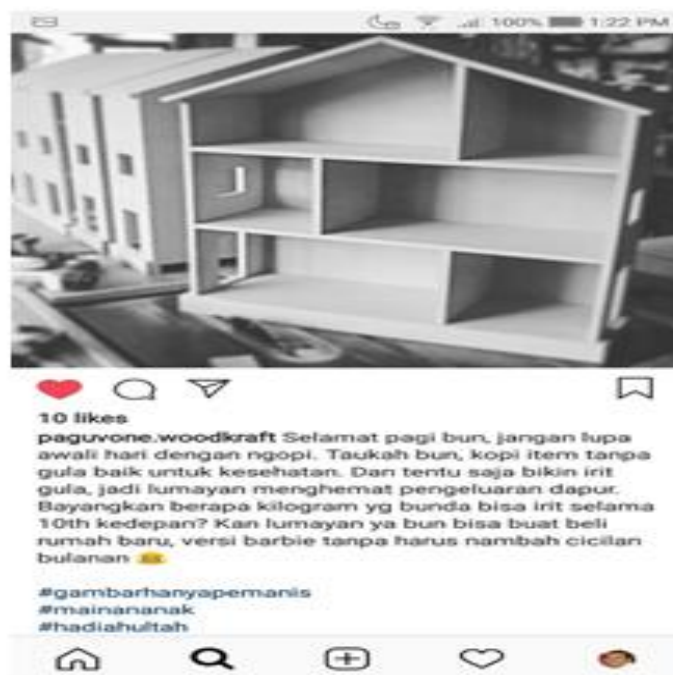 100% 1:22 PM
10 likes
paguvone.woodkraft Selamat pagi bun, jangan lupa
awali hari dengan ngopi. Taukah bun, kopi item tanpa
gula baik untuk kesehatan. Dan tentu saja bikin irit
gula, jadi lumayan menghemat pengeluaran dapur.
Bayangkan berapa kilogram yg bunda bisa irit selama
10th kedepan? Kan lumayan ya bun bisa buat beli
rumah baru, versi barbie tanpa harus nambah cicilan
bulanan
#gambarhanyapemanis
#mainananak
#hadiahultah